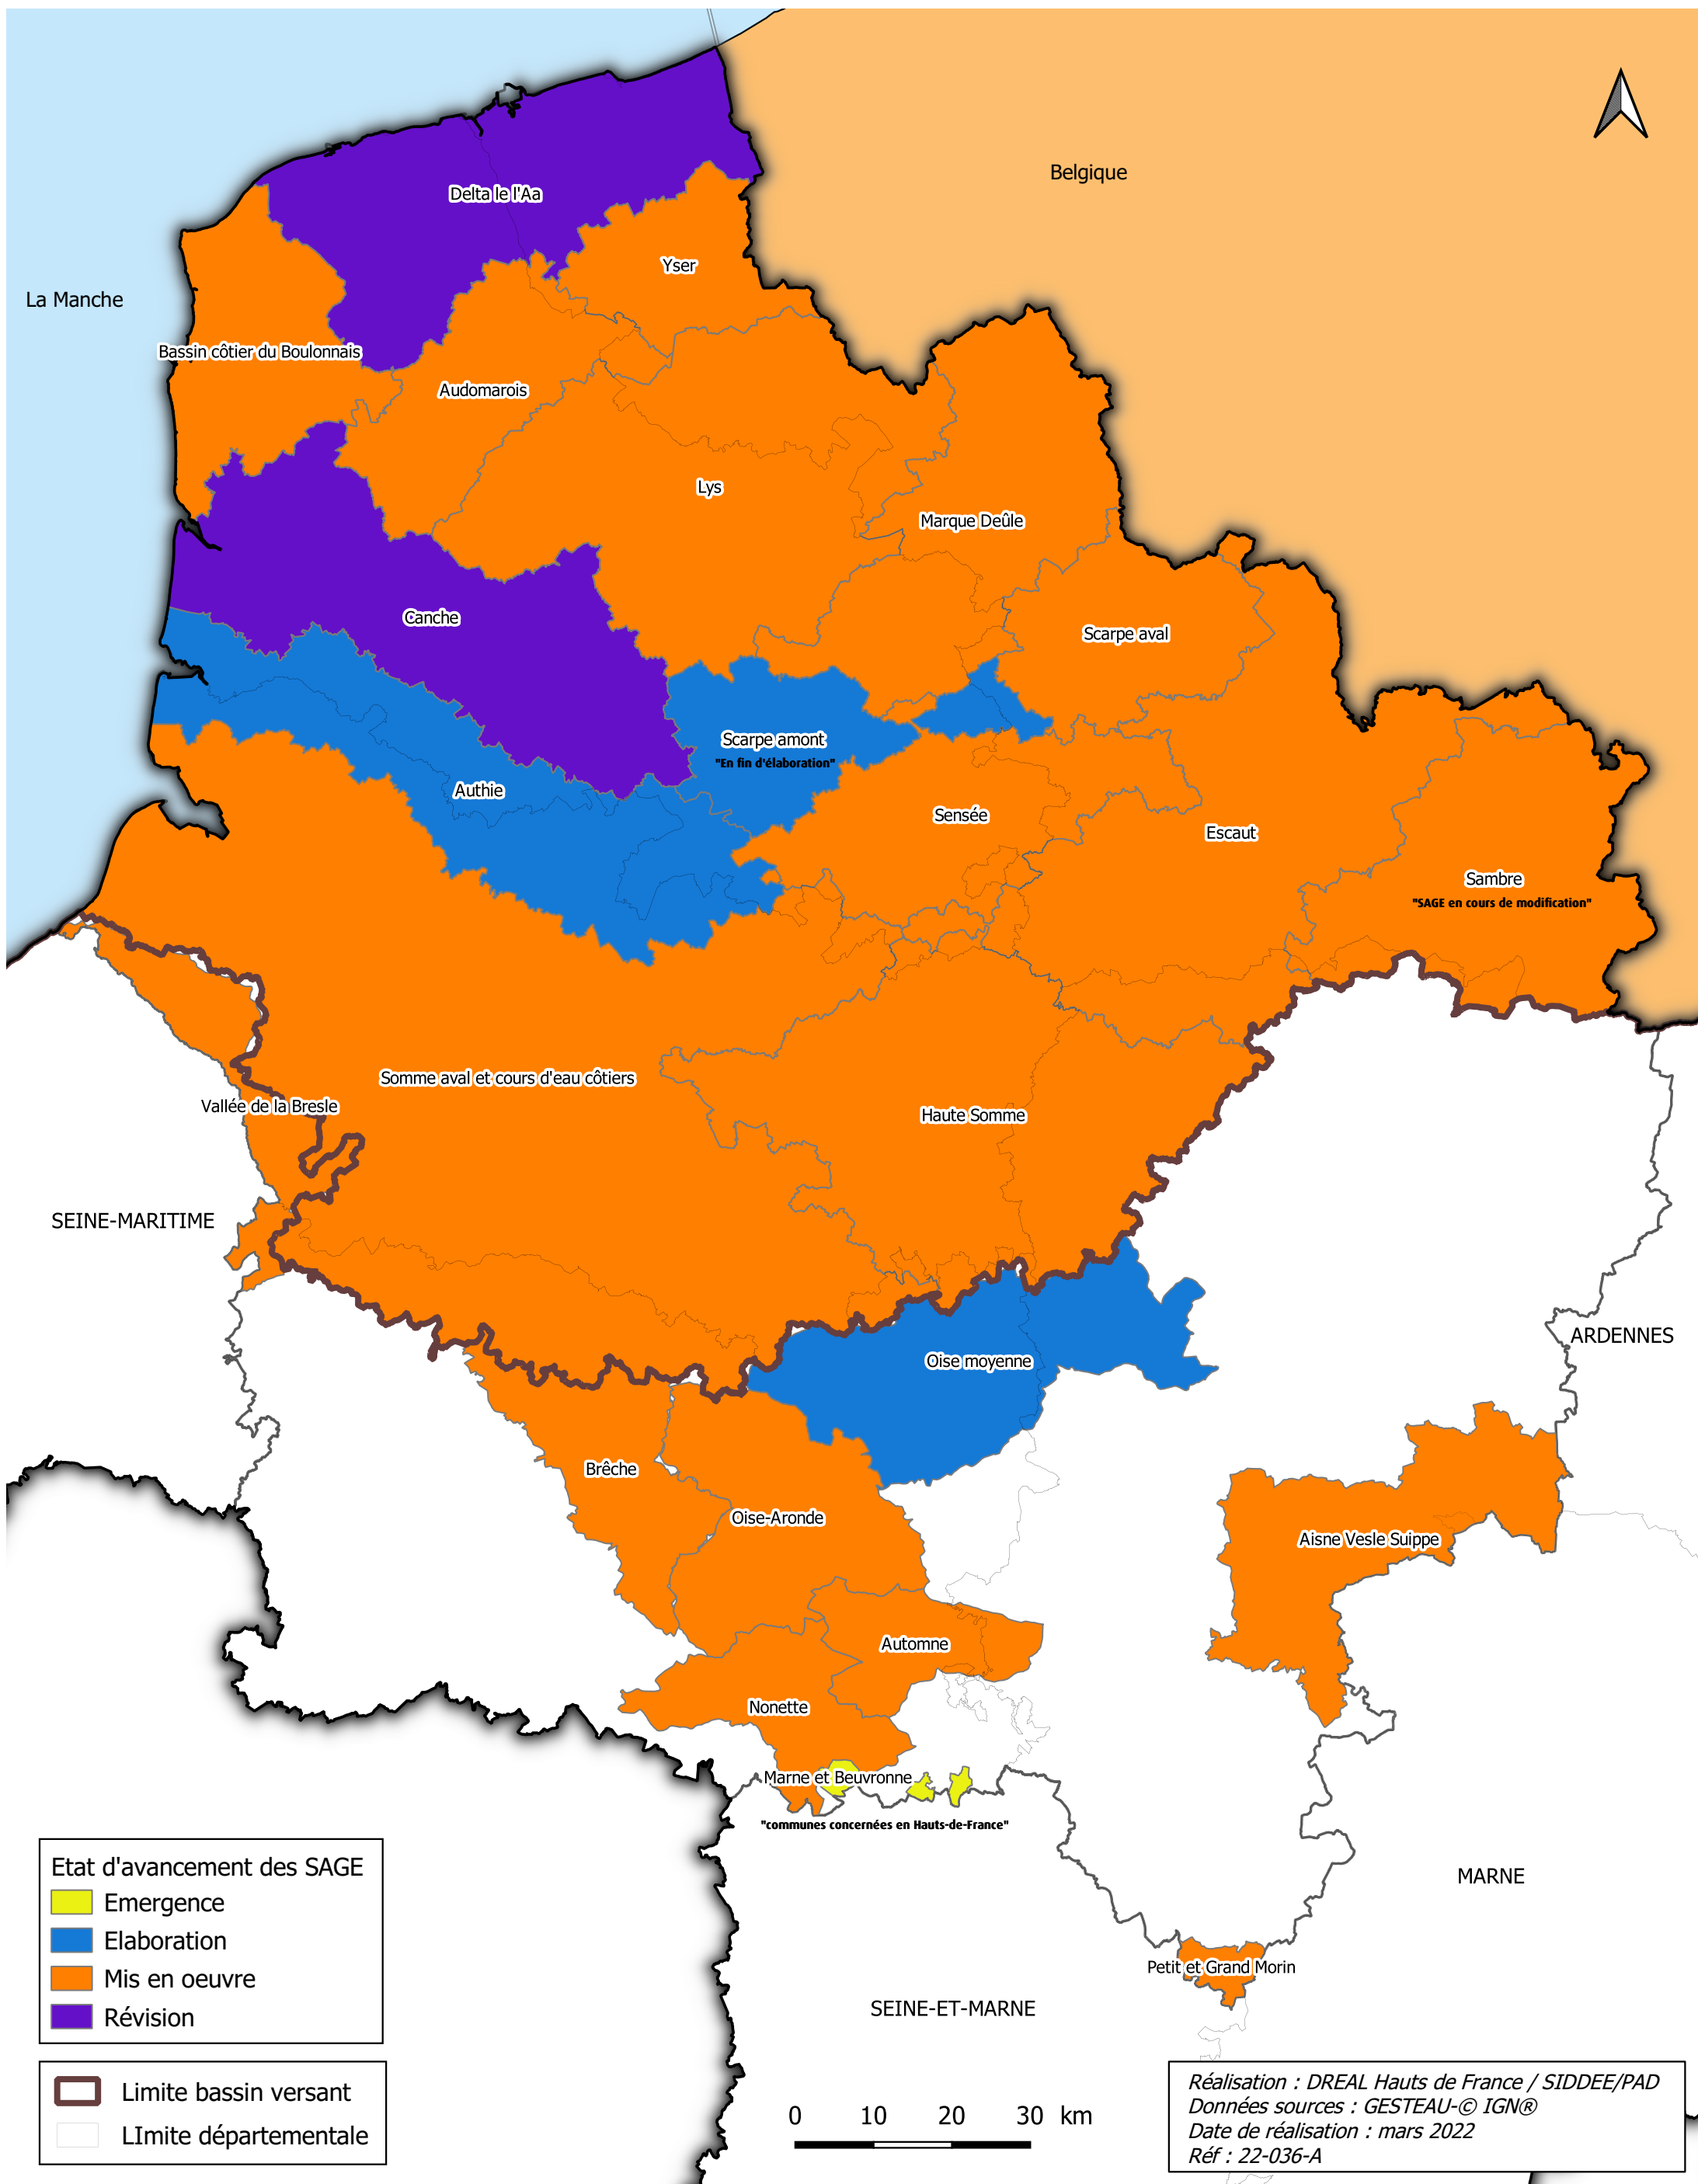 Belgique
Delta le l'Aa
Yser
La Manche
Bassin côtier du Boulonnais
Audomarois
Lys
Marque Deûle
Canche
Scarpe aval
Scarpe amont
"En fin d'élaboration"
Authie
Sensée
Escaut
Sambre
"SAGE en cours de modification"
Somme aval et cours d'eau côtiers
Vallée de la Bresle
Haute Somme
SEINE-MARITIME
ARDENNES
Oise moyenne
Brêche
Oise-Aronde
Aisne Vesle Suippe
Automne
Nonette
Marne et Beuvronne
"communes concernées en Hauts-de-France"
MARNE
Petit et Grand Morin
SEINE-ET-MARNE
Etat d'avancement des SAGE
Emergence
Elaboration
Mis en oeuvre
Révision
Limite bassin versant
LImite départementale
0 10 20 30 km
Réalisation : DREAL Hauts de France / SIDDEE/PAD
Données sources : GESTEAU-© IGN®
Date de réalisation : mars 2022
Réf : 22-036-A